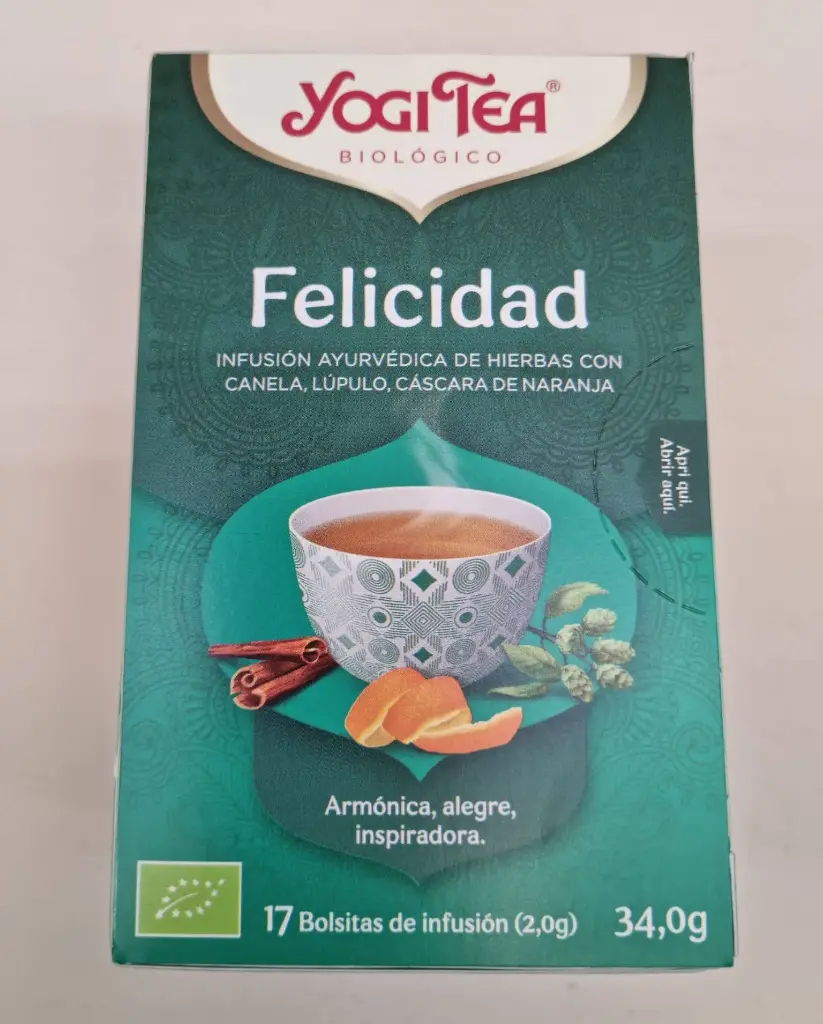 YOGI TEA®
BIOLÓGICO
Felicidad
INFUSIÓN AYURVÉDICA DE HIERBAS CON
CANELA, LÚPULO, CÁSCARA DE NARANJA
Apri qui.
Abrir aquí.
Armónica, alegre,
inspiradora.
17 Bolsitas de infusión (2,0g) 34,0g